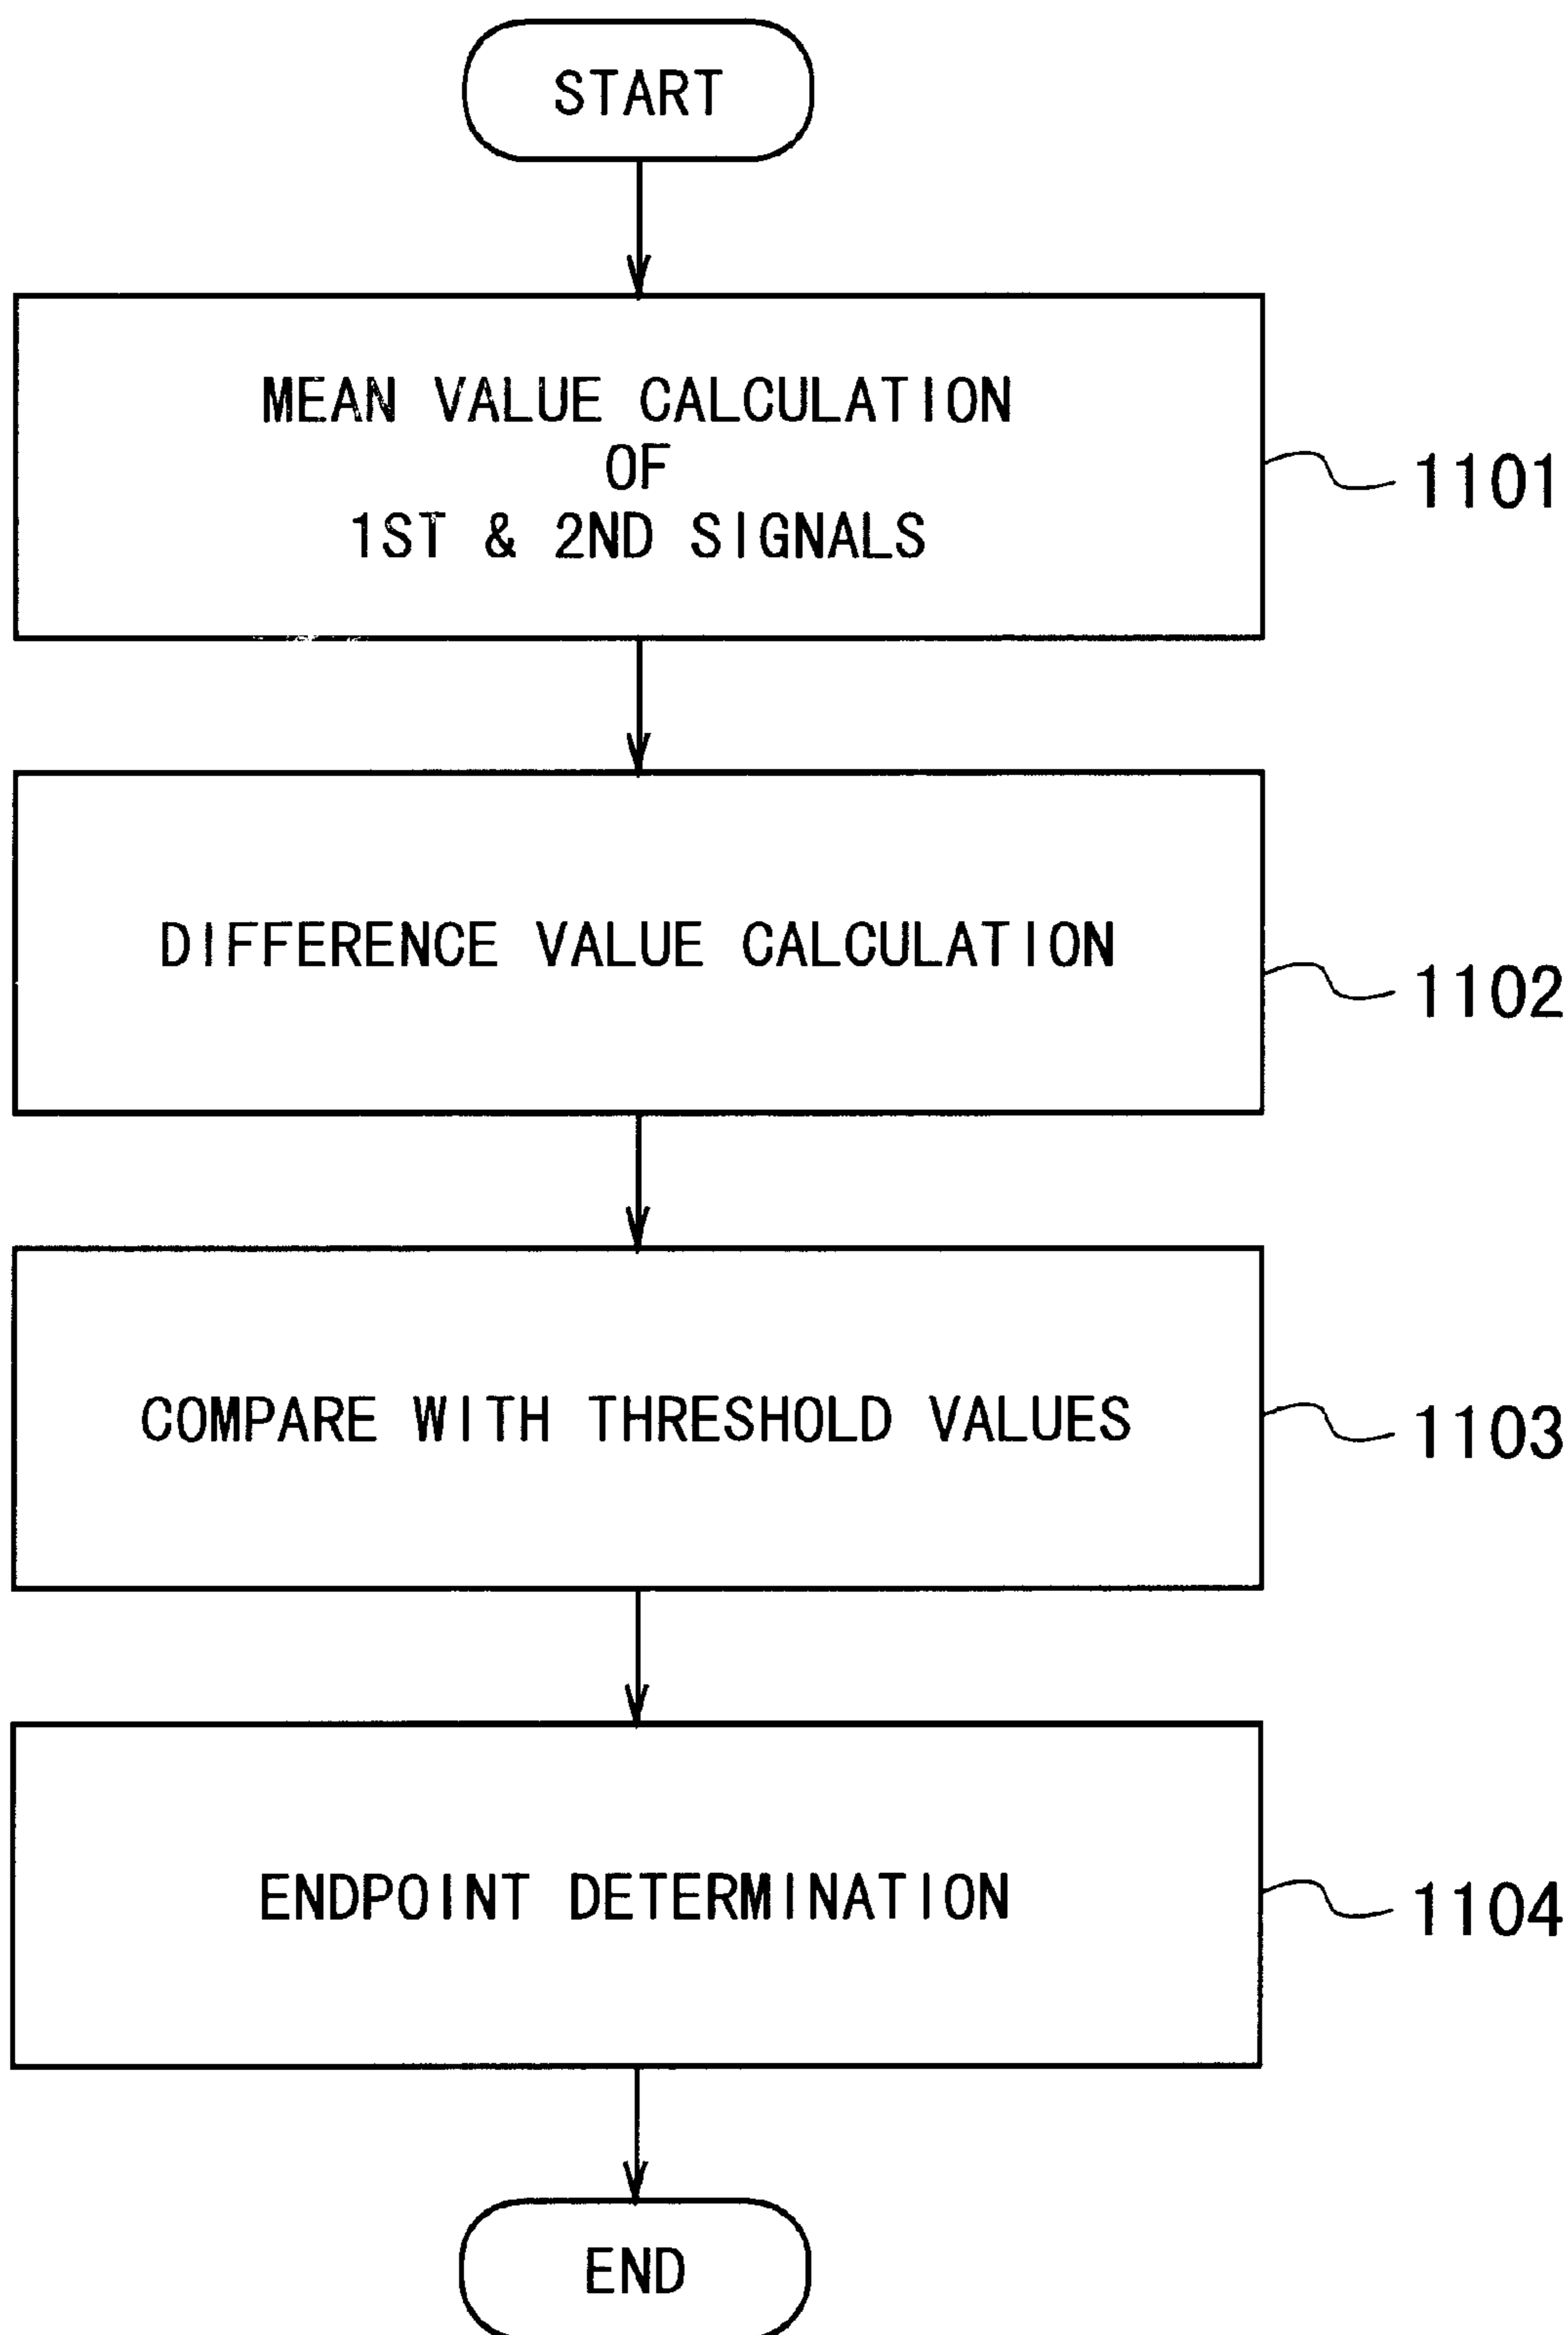 START
MEAN VALUE CALCULATION
OF
1ST & 2ND SIGNALS
1101
DIFFERENCE VALUE CALCULATION
1102
COMPARE WITH THRESHOLD VALUES
1103
ENDPOINT DETERMINATION
1104
END